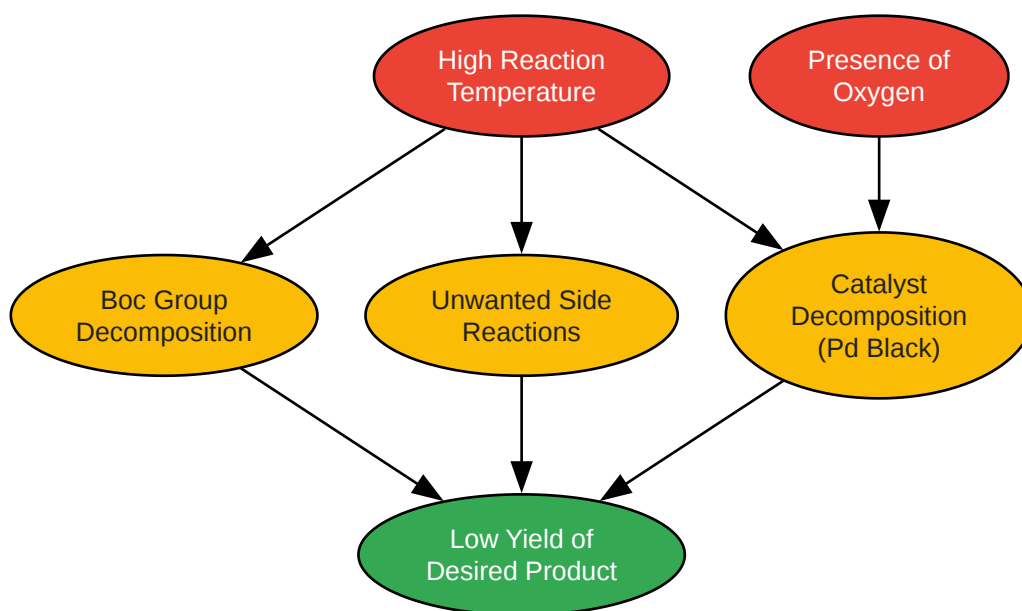 High Reaction
Temperature
Presence of
Oxygen
Boc Group
Decomposition
Unwanted Side
Reactions
Catalyst
Decomposition
(Pd Black)
Low Yield of
Desired Product